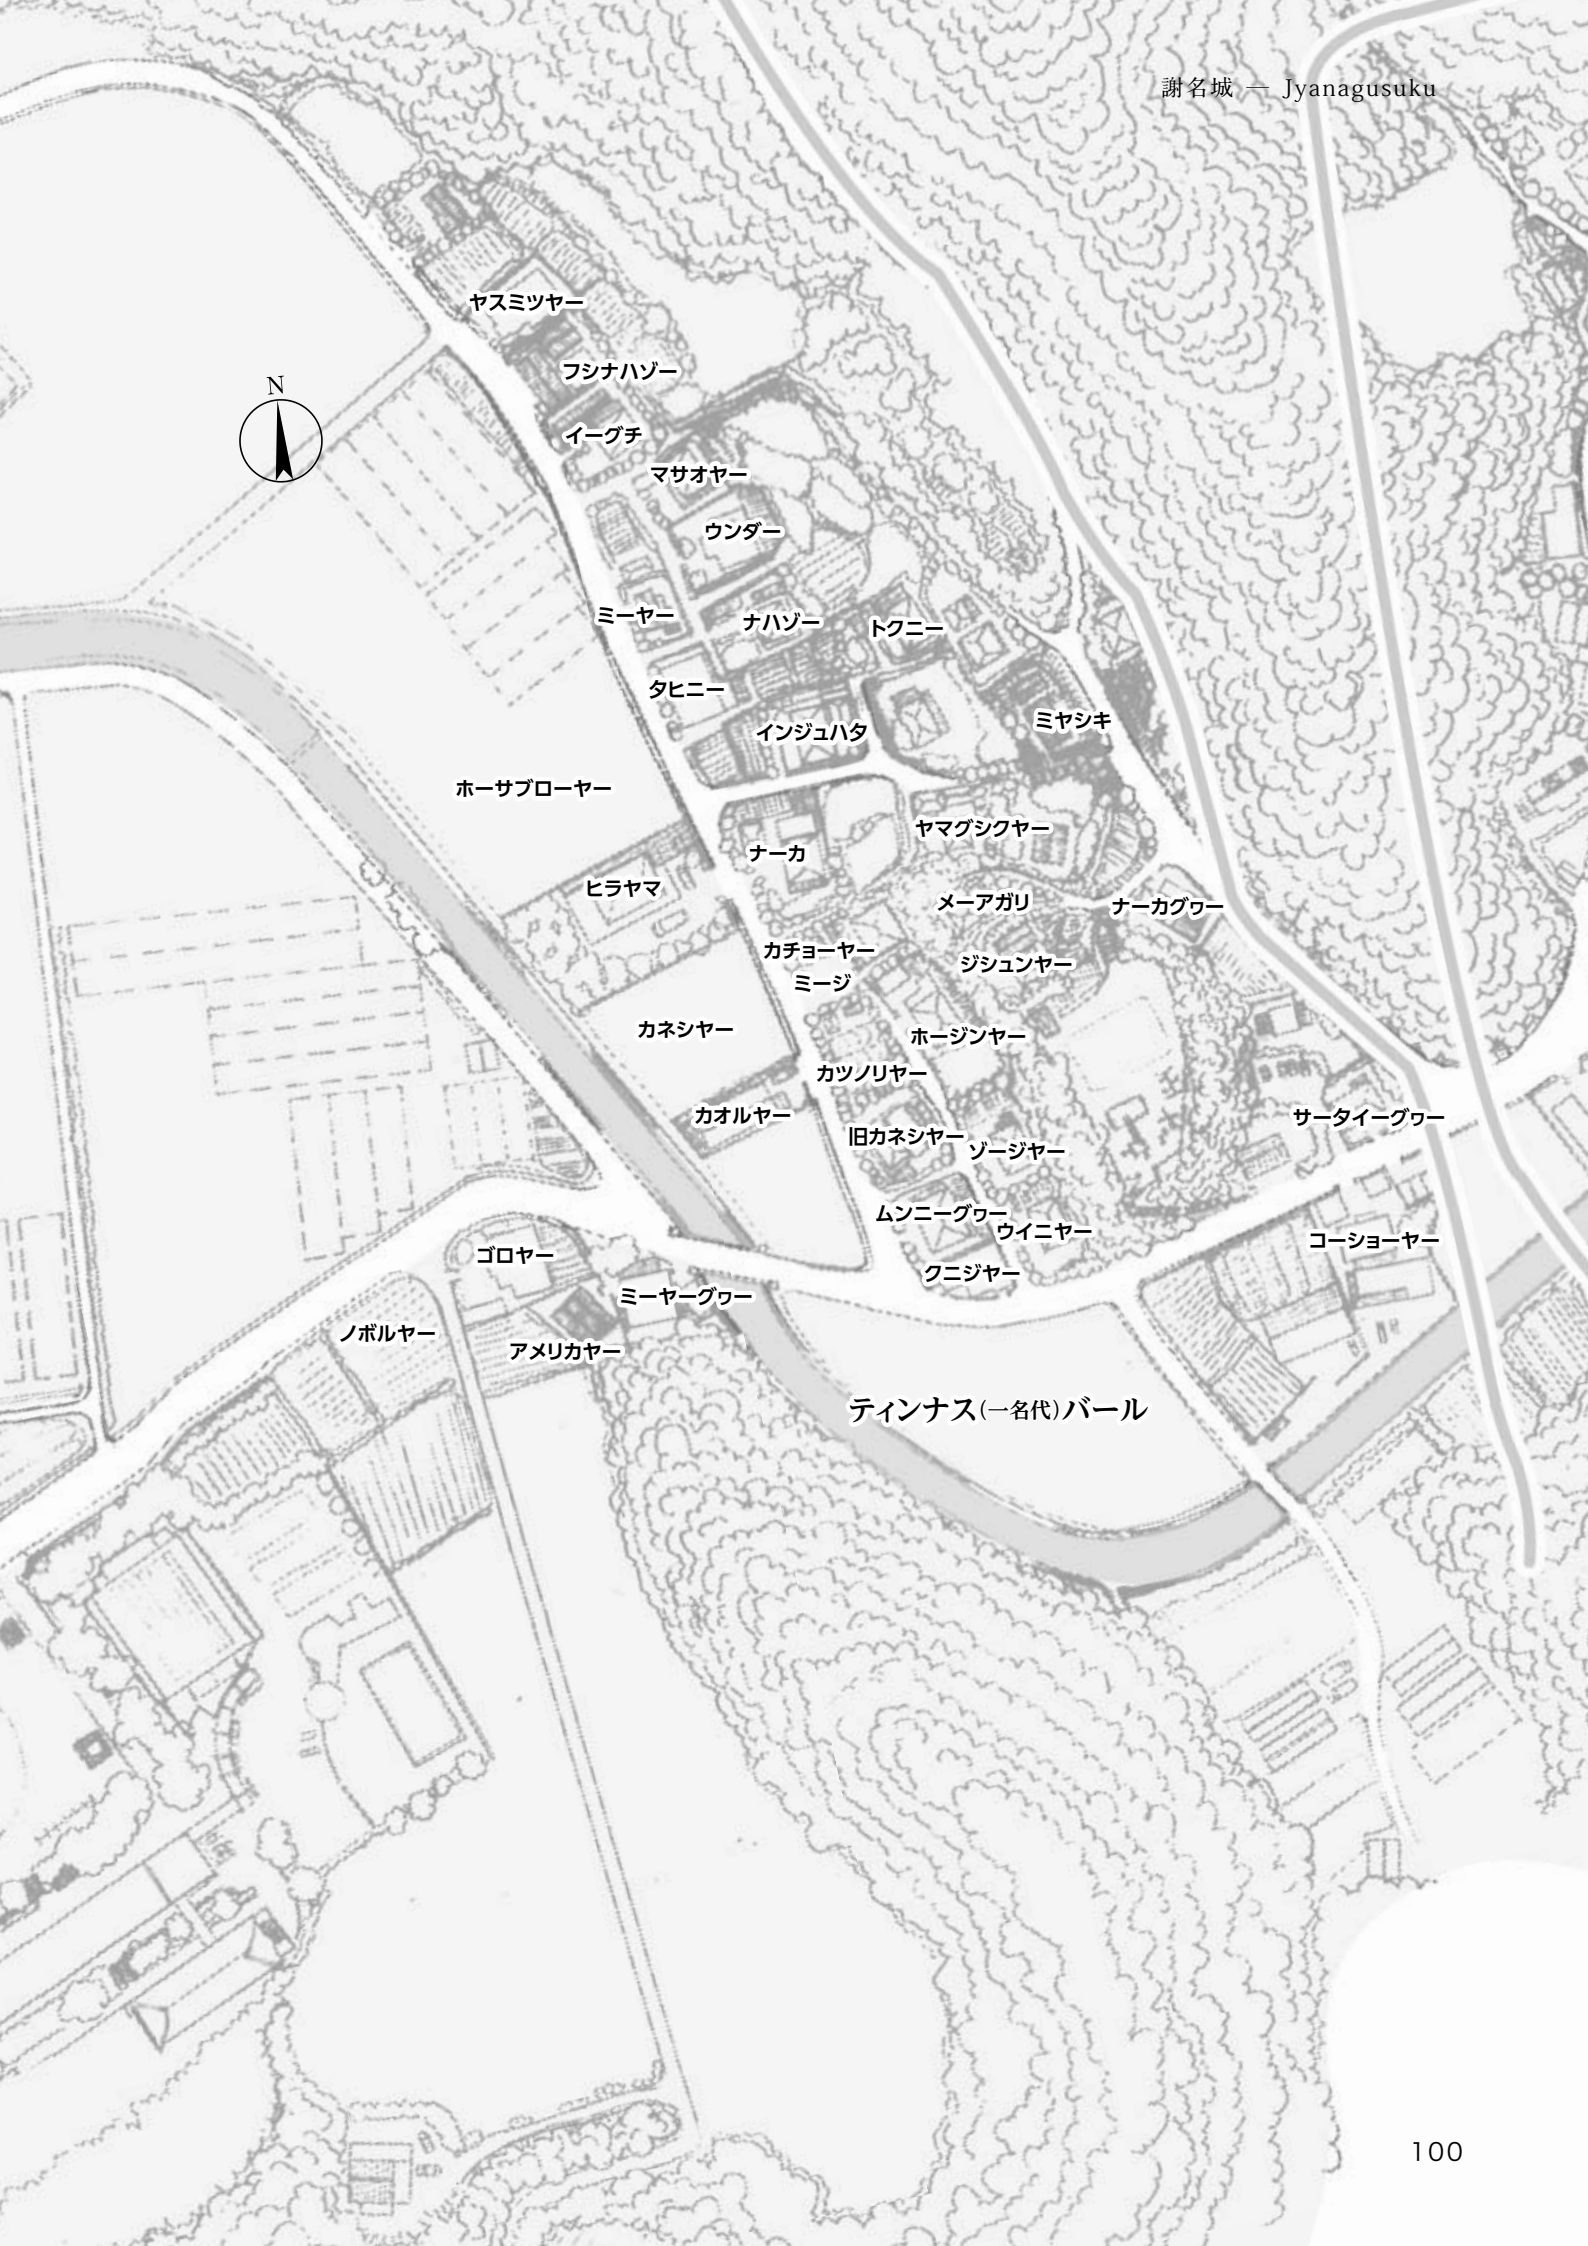 謝名城 ― Jyanagusuku
ヤスミツヤー
フシナハゾー
N
イーグチ
マサオヤー
ウンダー
ミーヤー
ナハゾー
トクニー
タヒニー
ミヤシキ
インジュハタ
ホーサブローヤー
ヤマグシクヤー
ナーカ
ヒラヤマ
メーアガリ
ナーカグヮー
カチョーヤー
ジシュンヤー
ミージ
カネシヤー
ホージンヤー
カツノリヤー
カオルヤー
サータイーグヮー
旧カネシヤー
ゾージヤー
ムンニーグヮー
ウイニヤー
コーショーヤー
ゴロヤー
クニジヤー
ミーヤーグヮー
ノボルヤー
アメリカヤー
ティンナス(一名代)バール
100